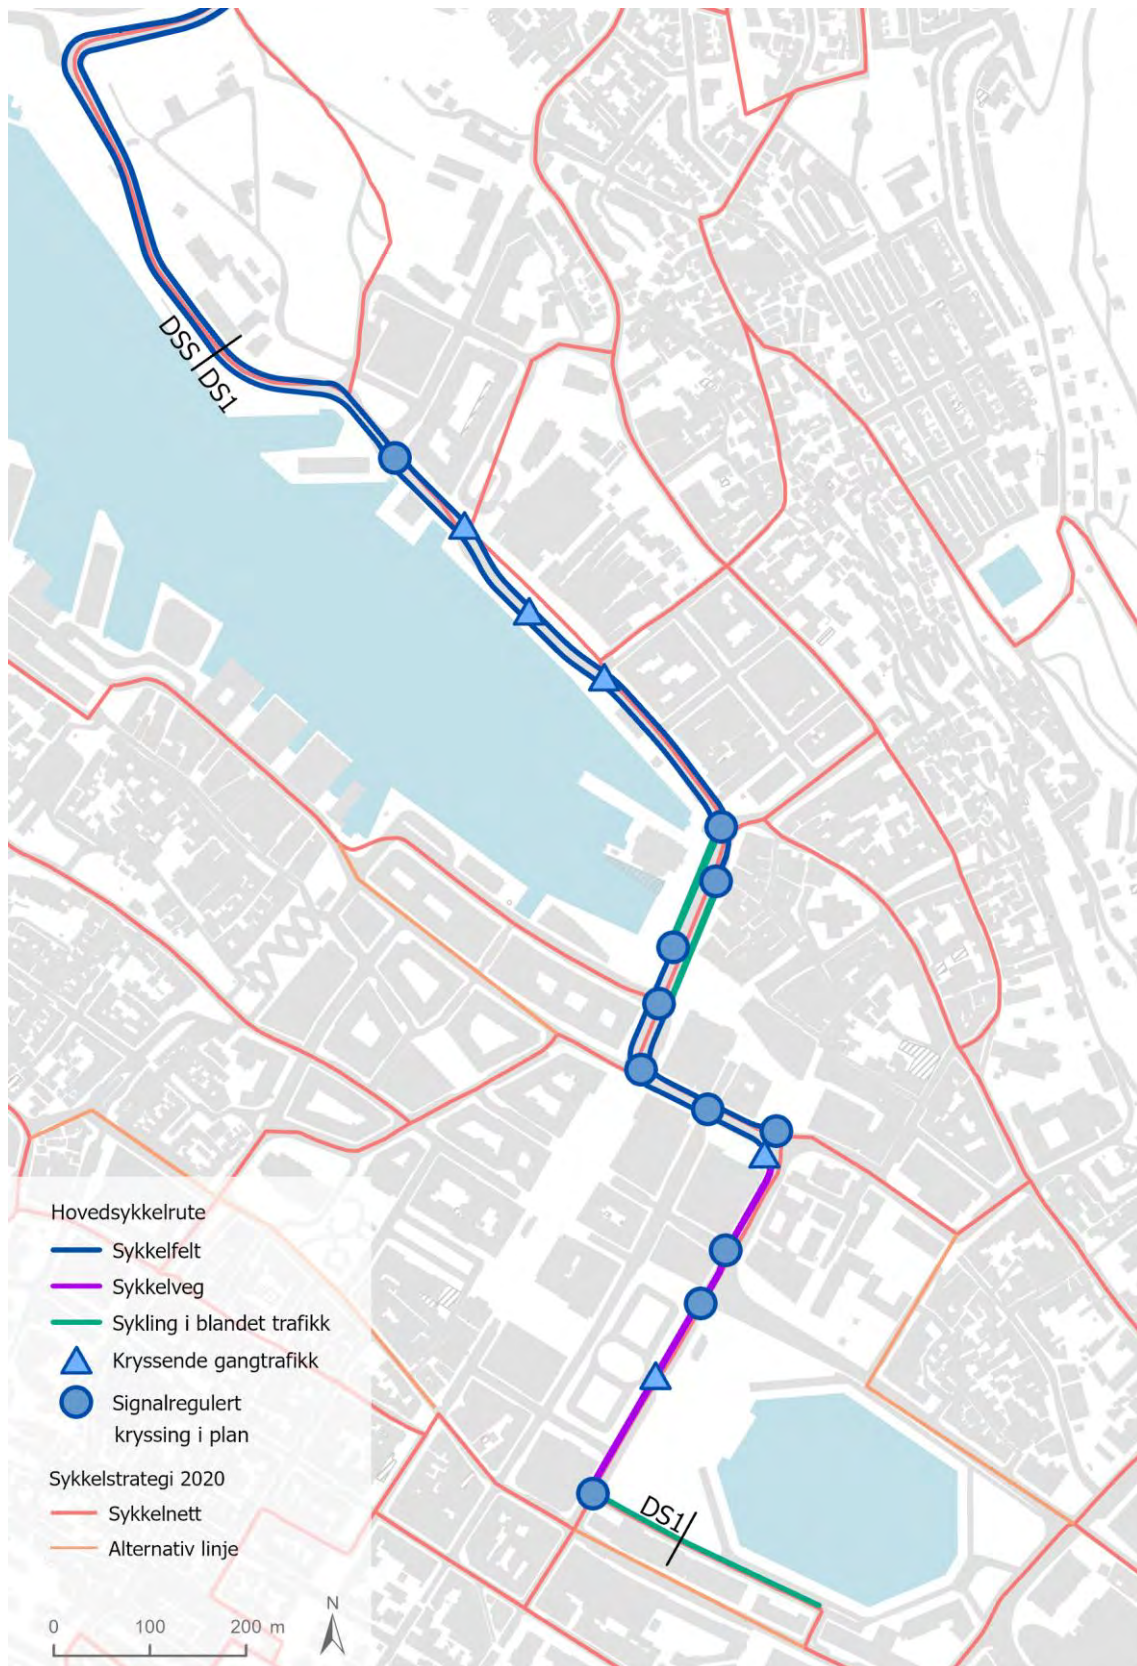 DSS
DS1
Hovedsykkelrute
Sykkelfelt
Sykkelveg
Sykling i blandet trafikk
Kryssende gangtrafikk
Signalregulert
kryssing i plan
Sykkelstrategi 2020
Sykkelnett
DS1
Alternativ linje
N
0 100 200 m